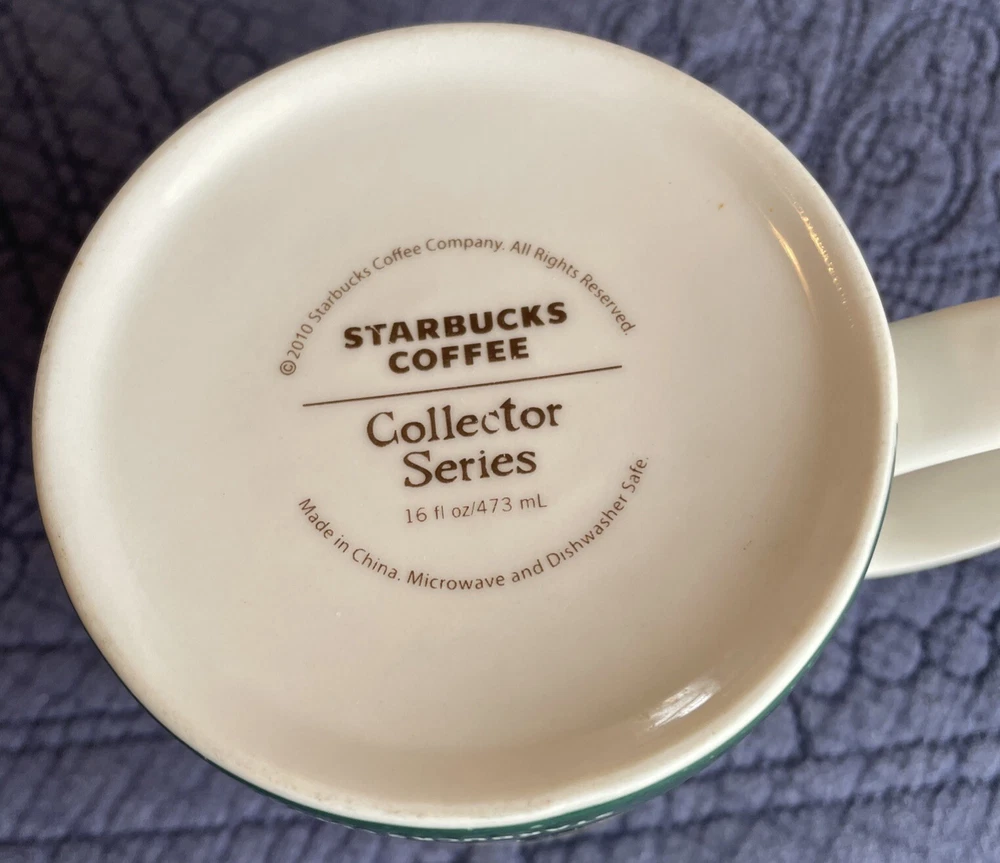 ©2010 Starbucks Coffee Company. All Rights Reserved.
STARBUCKS
COFFEE
Collector
Series
16 fl oz/473 mL
Made in China. Microwave and Dishwasher Safe.